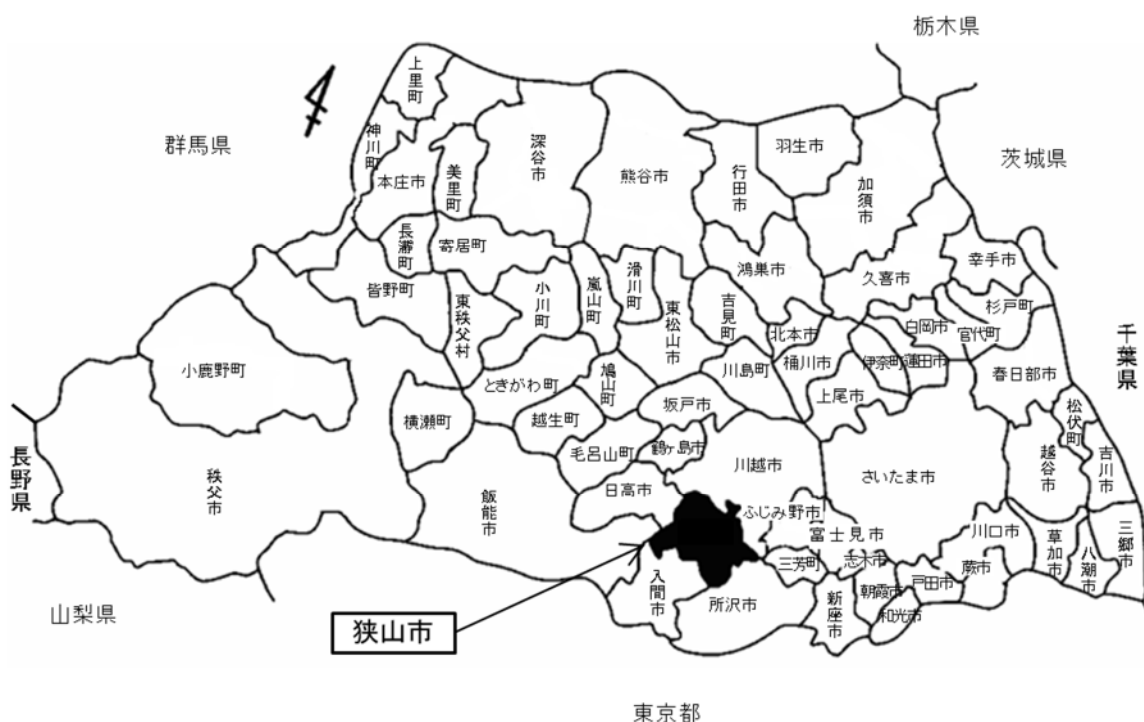 栃木県
群馬県
茨城県
千葉県
長野県
山梨県
東京都
上里町
神川町
本庄市
美里町
深谷市
熊谷市
行田市
羽生市
加須市
長瀞町
寄居町
皆野町
東秩父村
小川町
嵐山町
滑川町
東松山市
吉見町
鴻巣市
久喜市
幸手市
杉戸町
官代町
白岡市
北本市
桶川市
伊奈町
蓮田市
春日部市
小鹿野町
ときがわ町
鳩山町
川島町
上尾市
松伏町
横瀬町
越生町
坂戸市
毛呂山町
鶴ヶ島市
川越市
さいたま市
越谷市
吉川市
秩父市
飯能市
日高市
ふじみ野市
富士見市
川口市
草加市
八潮市
三郷市
三芳町
志木市
蕨市
戸田市
朝霞市
和光市
新座市
入間市
所沢市
狭山市